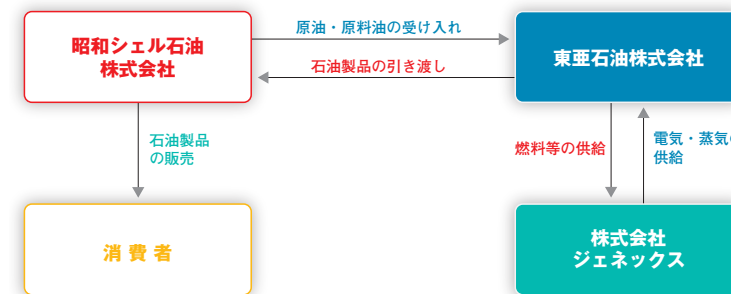 昭和シェル石油
株式会社
原油・原料油の受け入れ
石油製品の引き渡し
東亜石油株式会社
石油製品
の販売
燃料等の供給
電気・蒸気の
供給
消費者
株式会社
ジェネックス